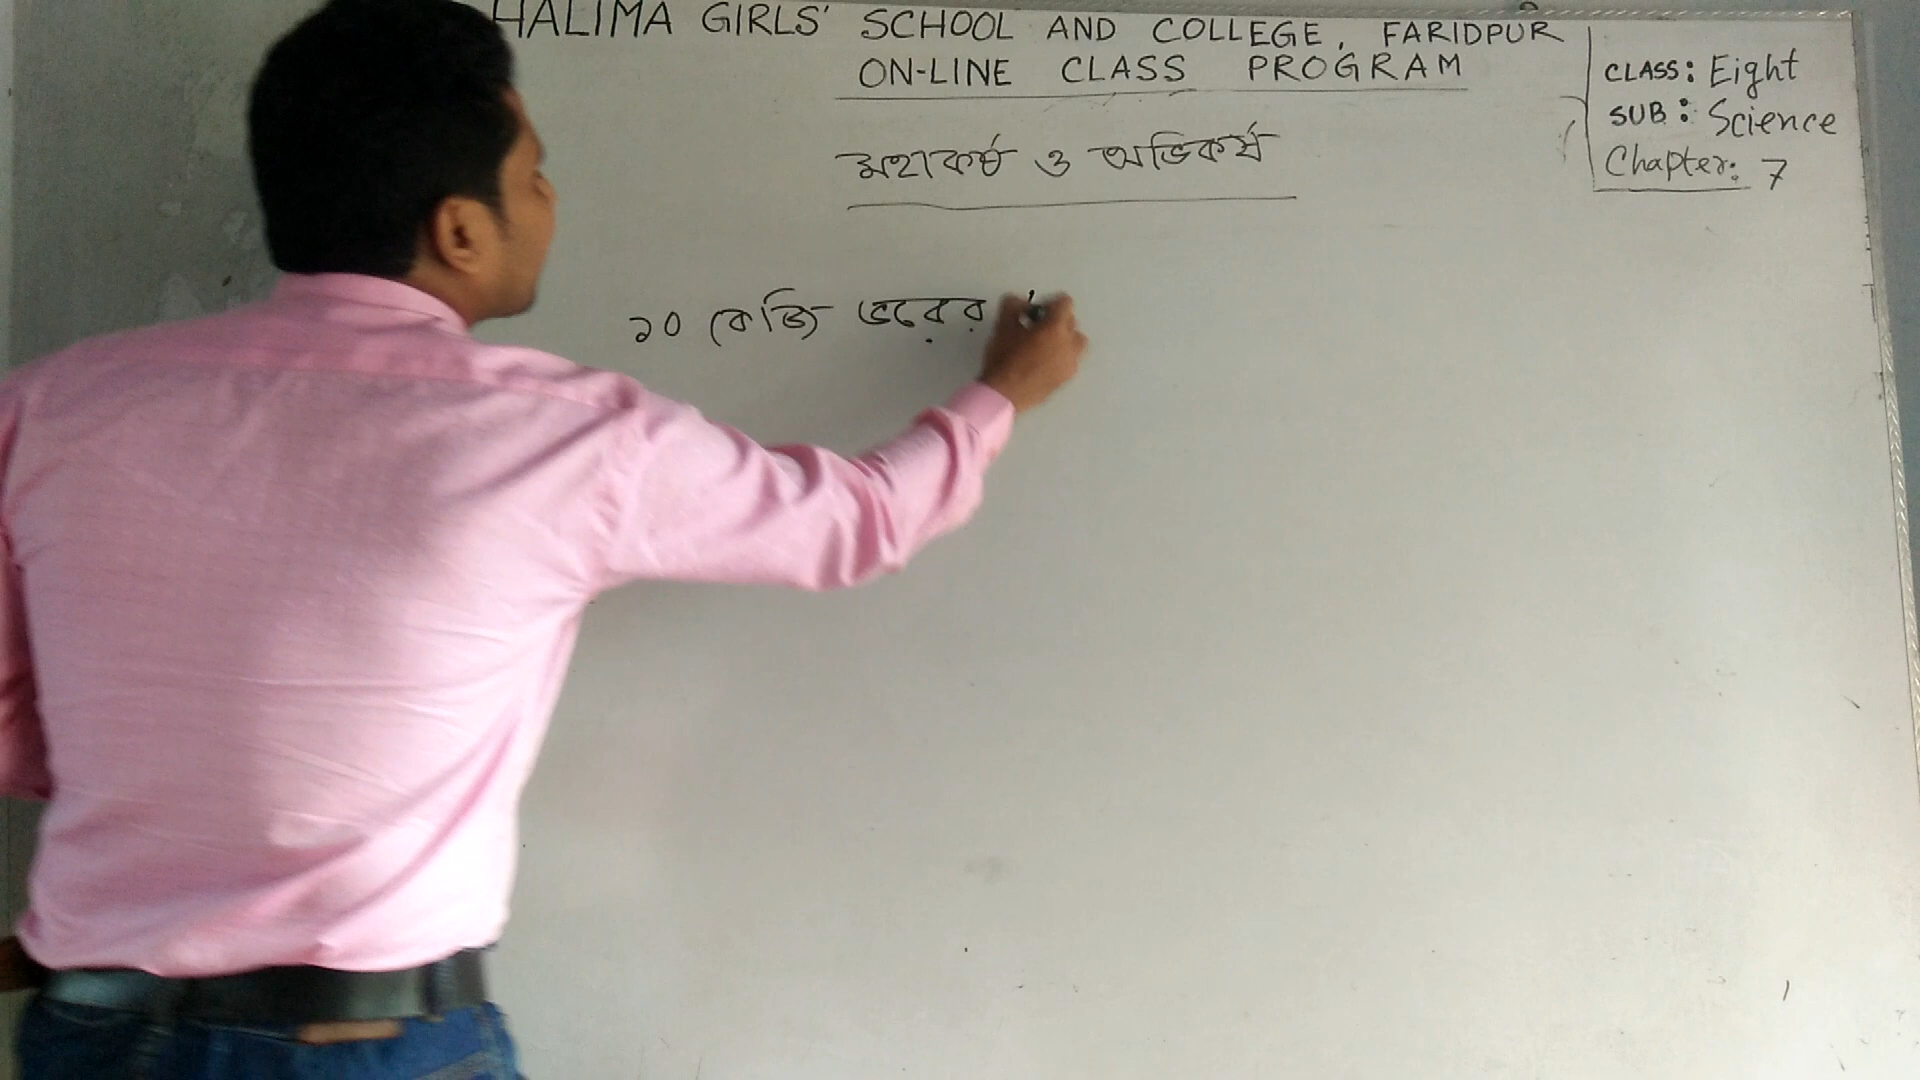 HALIMA GIRLS' SCHOOL AND COLLEGE, FARIDPUR
ON-LINE CLASS PROGRAM
মহাকর্ষ ও অভিকর্ষ
CLASS: Eight
SUB: Science
Chapter: 7
১০ কেজি ভরের